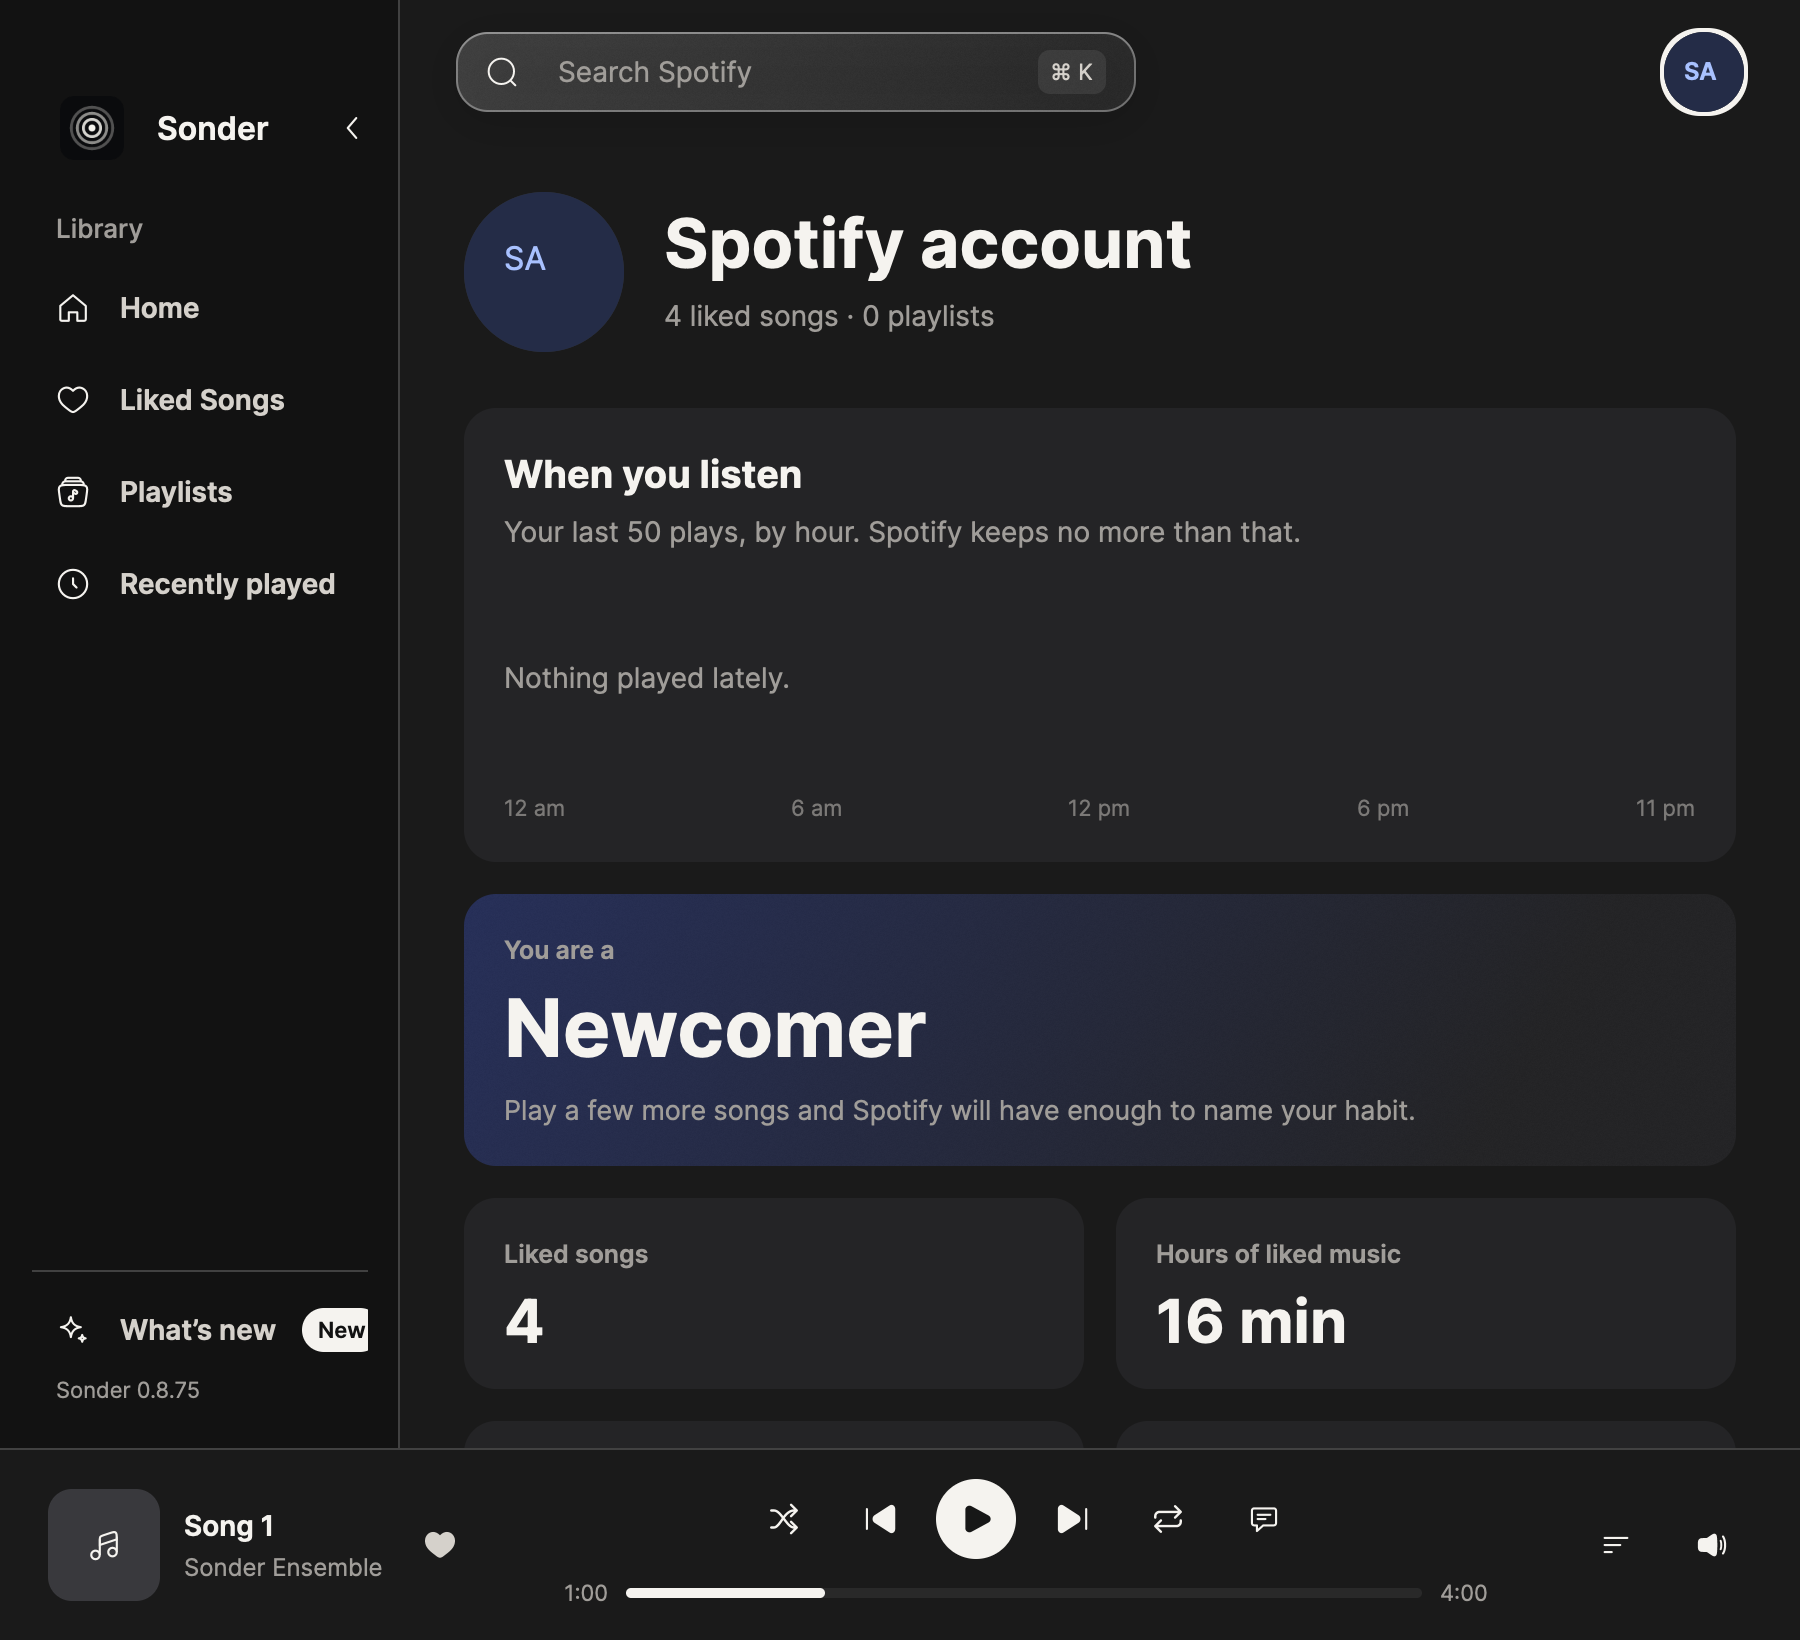 Search Spotify
⌘ K
SA
Sonder
Library
Home
Liked Songs
Playlists
Recently played
What's new
New
Sonder 0.8.75
SA
Spotify account
4 liked songs · 0 playlists
When you listen
Your last 50 plays, by hour. Spotify keeps no more than that.
Nothing played lately.
12 am 6 am 12 pm 6 pm 11 pm
You are a
Newcomer
Play a few more songs and Spotify will have enough to name your habit.
Liked songs
4
Hours of liked music
16 min
Song 1
Sonder Ensemble
1:00
4:00